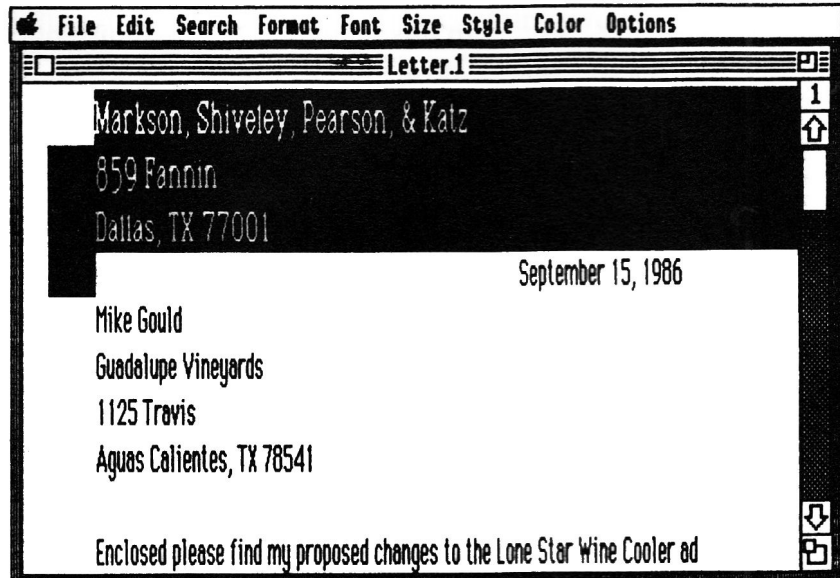 File Edit Search Format Font Size Style Color Options
Letter.1
1
Markson, Shiveley, Pearson, & Katz
859 Fannin
Dallas, TX 77001
September 15, 1986
Mike Gould
Guadalupe Vineyards
1125 Travis
Aguas Calientes, TX 78541
Enclosed please find my proposed changes to the Lone Star Wine Cooler ad